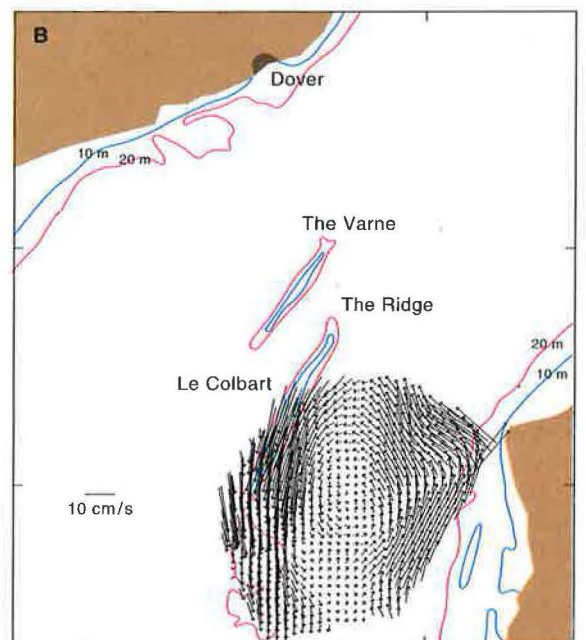 B
Dover
10 m
20 m
The Varne
The Ridge
20 m
10 m
Le Colbart
10 cm/s